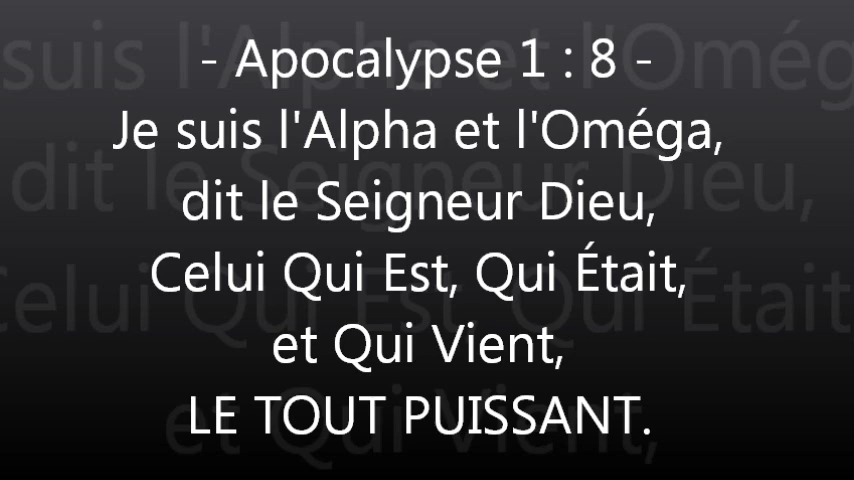 - Apocalypse 1 : 8 -
Je suis l'Alpha et l'Oméga,
dit le Seigneur Dieu,
Celui Qui Est, Qui Était,
et Qui Vient,
LE TOUT PUISSANT.